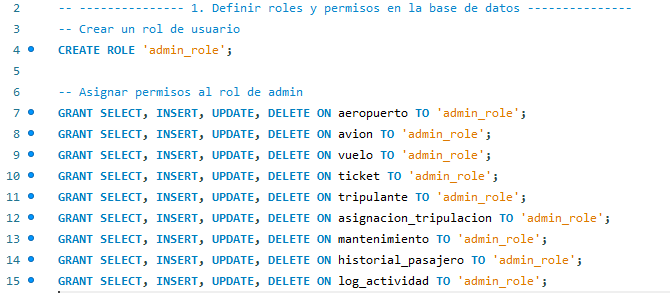 2 -- --------------- 1. Definir roles y permisos en la base de datos ---------------
3 -- Crear un rol de usuario
4 CREATE ROLE 'admin_role';
5
6 -- Asignar permisos al rol de admin
7 GRANT SELECT, INSERT, UPDATE, DELETE ON aeropuerto TO 'admin_role';
8 GRANT SELECT, INSERT, UPDATE, DELETE ON avion TO 'admin_role';
9 GRANT SELECT, INSERT, UPDATE, DELETE ON vuelo TO 'admin_role';
10 GRANT SELECT, INSERT, UPDATE, DELETE ON ticket TO 'admin_role';
11 GRANT SELECT, INSERT, UPDATE, DELETE ON tripulante TO 'admin_role';
12 GRANT SELECT, INSERT, UPDATE, DELETE ON asignacion_tripulacion TO 'admin_role';
13 GRANT SELECT, INSERT, UPDATE, DELETE ON mantenimiento TO 'admin_role';
14 GRANT SELECT, INSERT, UPDATE, DELETE ON historial_pasajero TO 'admin_role';
15 GRANT SELECT, INSERT, UPDATE, DELETE ON log_actividad TO 'admin_role';